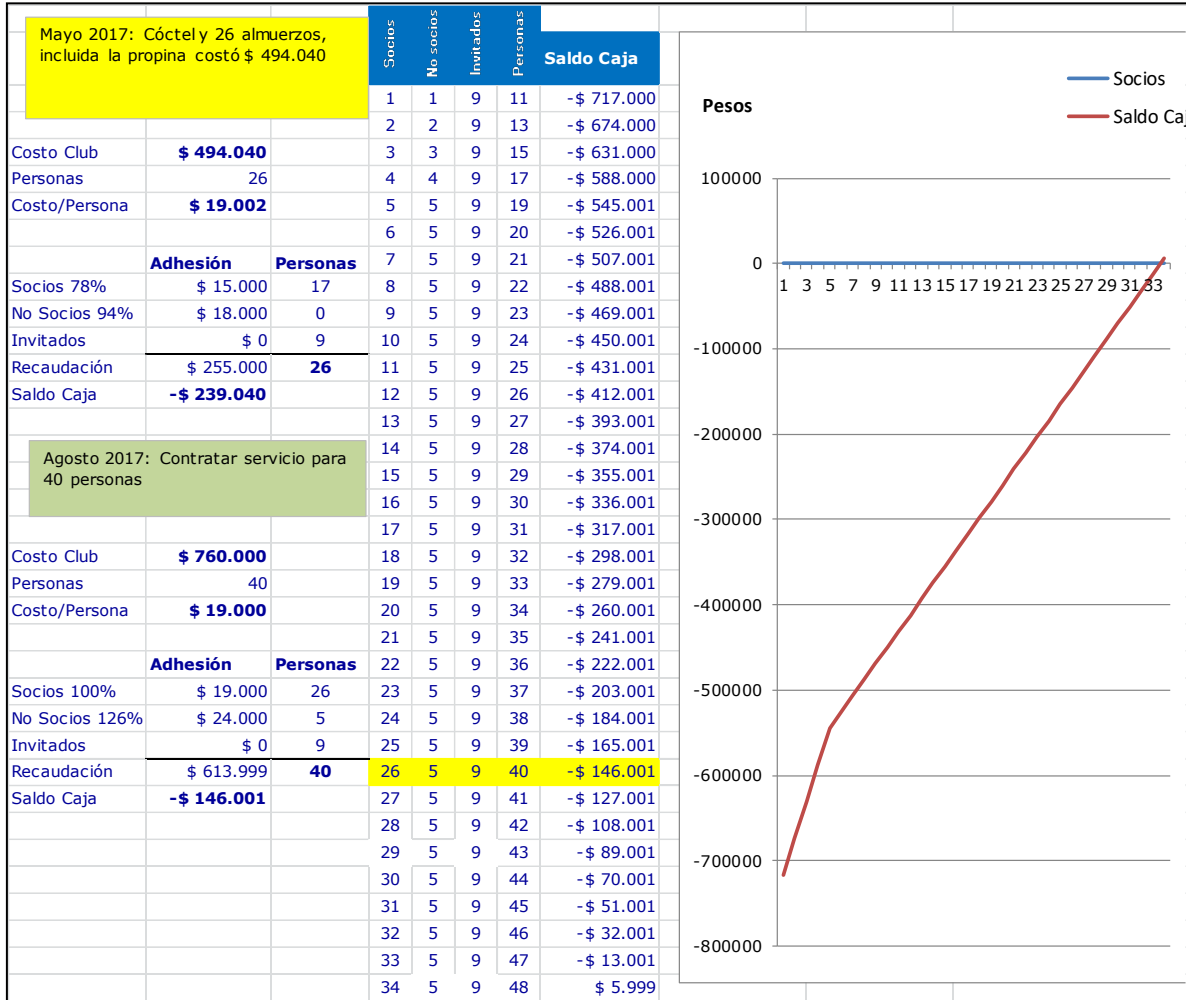 Mayo 2017: Cóctel y 26 almuerzos,
incluida la propina costó $ 494.040
Costo Club $ 494.040
Personas 26
Costo/Persona $ 19.002
Adhesión Personas
Socios 78% $ 15.000 17
No Socios 94% $ 18.000 0
Invitados $ 0 9
Recaudación $ 255.000 26
Saldo Caja -$ 239.040
Agosto 2017: Contratar servicio para
40 personas
Costo Club $ 760.000
Personas 40
Costo/Persona $ 19.000
Adhesión Personas
Socios 100% $ 19.000 26
No Socios 126% $ 24.000 5
Invitados $ 0 9
Recaudación $ 613.999 40
Saldo Caja -$ 146.001
Socios No socios Invitados Personas Saldo Caja
1 1 9 11 -$ 717.000
2 2 9 13 -$ 674.000
3 3 9 15 -$ 631.000
4 4 9 17 -$ 588.000
5 5 9 19 -$ 545.001
6 5 9 20 -$ 526.001
7 5 9 21 -$ 507.001
8 5 9 22 -$ 488.001
9 5 9 23 -$ 469.001
10 5 9 24 -$ 450.001
11 5 9 25 -$ 431.001
12 5 9 26 -$ 412.001
13 5 9 27 -$ 393.001
14 5 9 28 -$ 374.001
15 5 9 29 -$ 355.001
16 5 9 30 -$ 336.001
17 5 9 31 -$ 317.001
18 5 9 32 -$ 298.001
19 5 9 33 -$ 279.001
20 5 9 34 -$ 260.001
21 5 9 35 -$ 241.001
22 5 9 36 -$ 222.001
23 5 9 37 -$ 203.001
24 5 9 38 -$ 184.001
25 5 9 39 -$ 165.001
26 5 9 40 -$ 146.001
27 5 9 41 -$ 127.001
28 5 9 42 -$ 108.001
29 5 9 43 -$ 89.001
30 5 9 44 -$ 70.001
31 5 9 45 -$ 51.001
32 5 9 46 -$ 32.001
33 5 9 47 -$ 13.001
34 5 9 48 $ 5.999
Socios
Saldo Caj
Pesos
100000
0
1 3 5 7 9 11 13 15 17 19 21 23 25 27 29 31 33
-100000
-200000
-300000
-400000
-500000
-600000
-700000
-800000